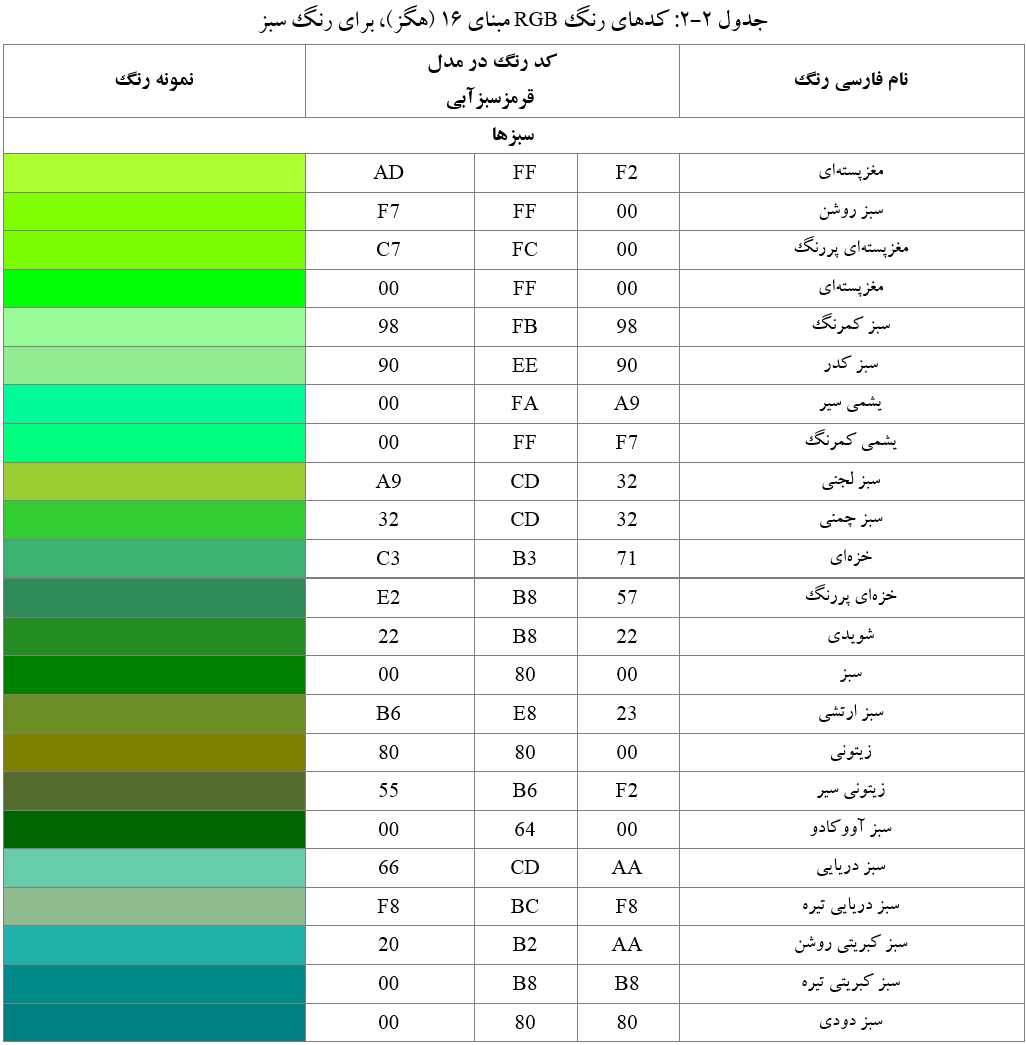 جدول ۲-۲: کدهای رنگ RGB مبنای ۱۶ (هگز)، برای رنگ سبز
نام فارسی رنگ کد رنگ در مدل قرمزسبزآبی نمونه رنگ
سبزها
مغزپسته‌ای F2 FF AD
سبز روشن 00 FF F7
مغزپسته‌ای پررنگ 00 FC C7
مغزپسته‌ای 00 FF 00
سبز کمرنگ 98 FB 98
سبز کدر 90 EE 90
یشمی سیر A9 FA 00
یشمی کمرنگ F7 FF 00
سبز لجنی 32 CD A9
سبز چمنی 32 CD 32
خزه‌ای 71 B3 C3
خزه‌ای پررنگ 57 B8 E2
شویدی 22 B8 22
سبز 00 80 00
سبز ارتشی 23 E8 B6
زیتونی 00 80 80
زیتونی سیر F2 B6 55
سبز آووکادو 00 64 00
سبز دریایی AA CD 66
سبز دریایی تیره F8 BC F8
سبز کبریتی روشن AA B2 20
سبز کبریتی تیره B8 B8 00
سبز دودی 80 80 00